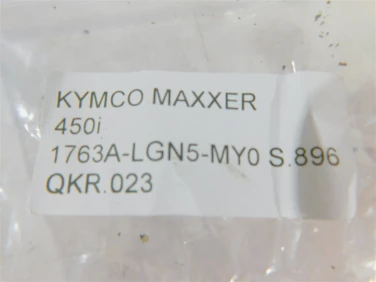 KYMCO MAXXER
450i
1763A-LGN5-MY0 S.896
QKR.023